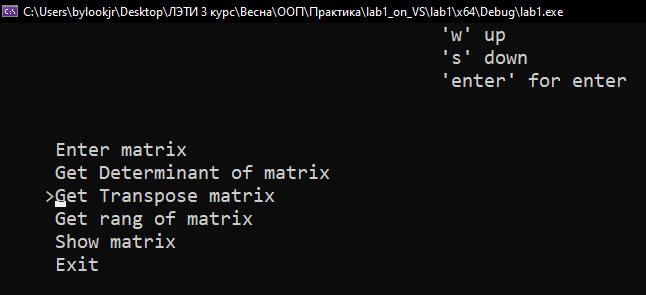 C:\Users\bylookjr\Desktop\ЛЭТИ 3 курс\Весна\ООП\Практика\lab1_on_VS\lab1\x64\Debug\lab1.exe
'w' up
's' down
'enter' for enter
Enter matrix
Get Determinant of matrix
>Get Transpose matrix
Get rang of matrix
Show matrix
Exit